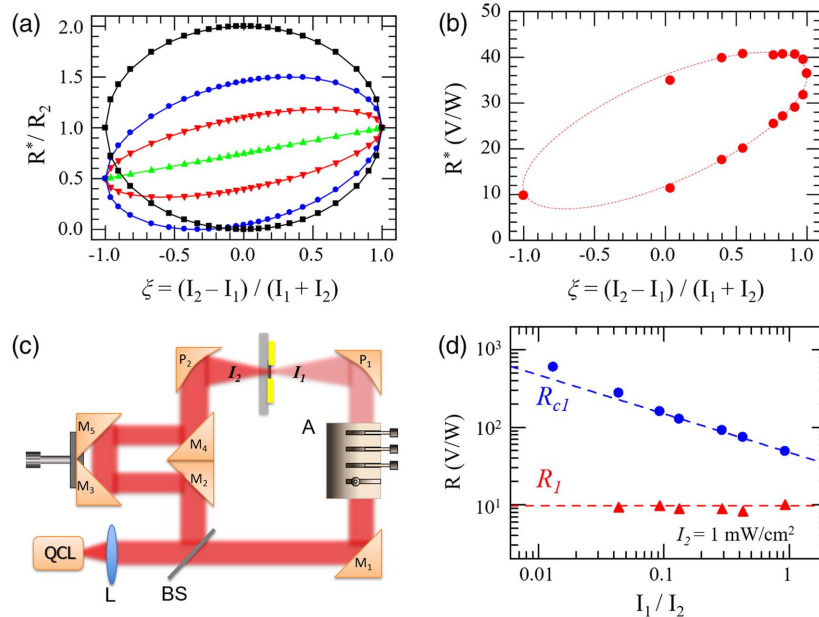 (a)
2.0
1.5
1.0
0.5
0.0
R*/ R2
-1.0 -0.5 0.0 0.5 1.0
ξ = (I2 – I1) / (I1 + I2)
(b)
50
40
30
20
10
0
R* (V/W)
-1.0 -0.5 0.0 0.5 1.0
ξ = (I2 – I1) / (I1 + I2)
(c)
P2
I2
I1
P1
M5
M4
A
M3
M2
QCL
M1
L
BS
(d)
10³
10²
10¹
R (V/W)
Rc1
R1
I2 = 1 mW/cm²
0.01 0.1 1
I1 / I2